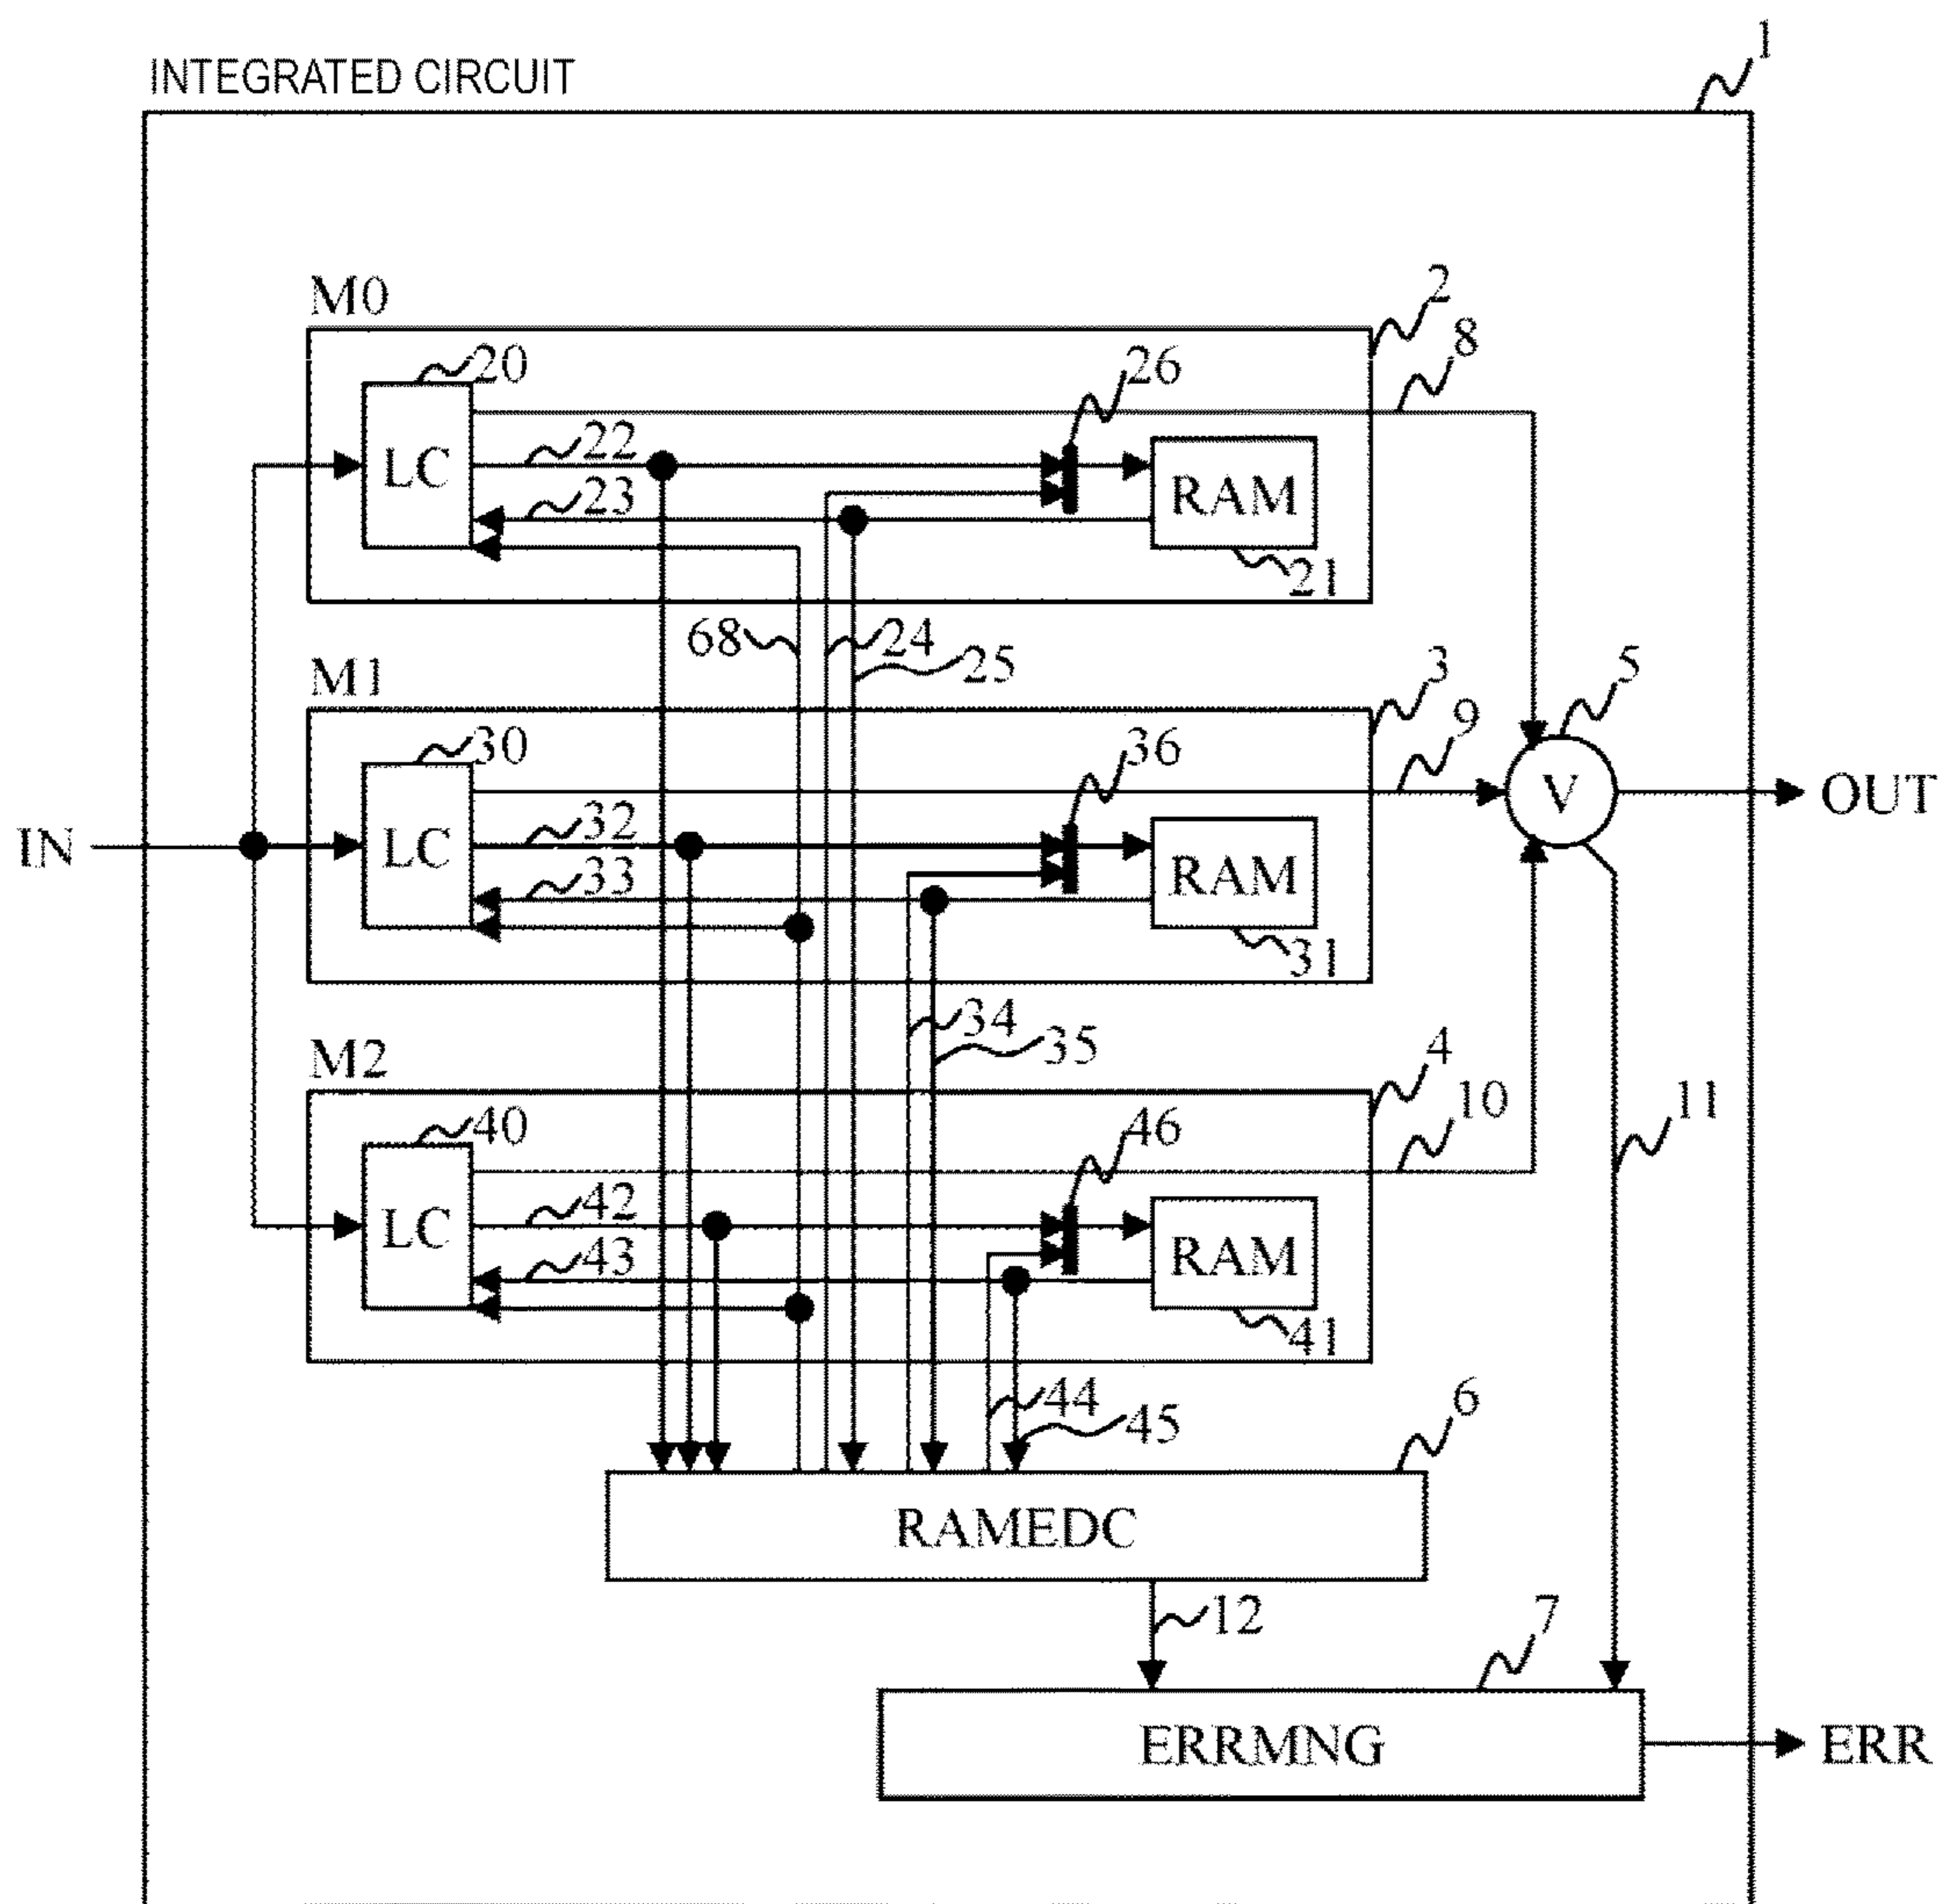 1
INTEGRATED CIRCUIT
M0
2
8
20
26
LC
22
23
RAM
21
68
24
25
M1
3
5
9
30
36
V
OUT
IN
LC
32
33
RAM
31
34
35
M2
4
10
11
40
46
LC
42
43
RAM
41
44
45
6
RAMEDC
12
7
ERRMNG
ERR